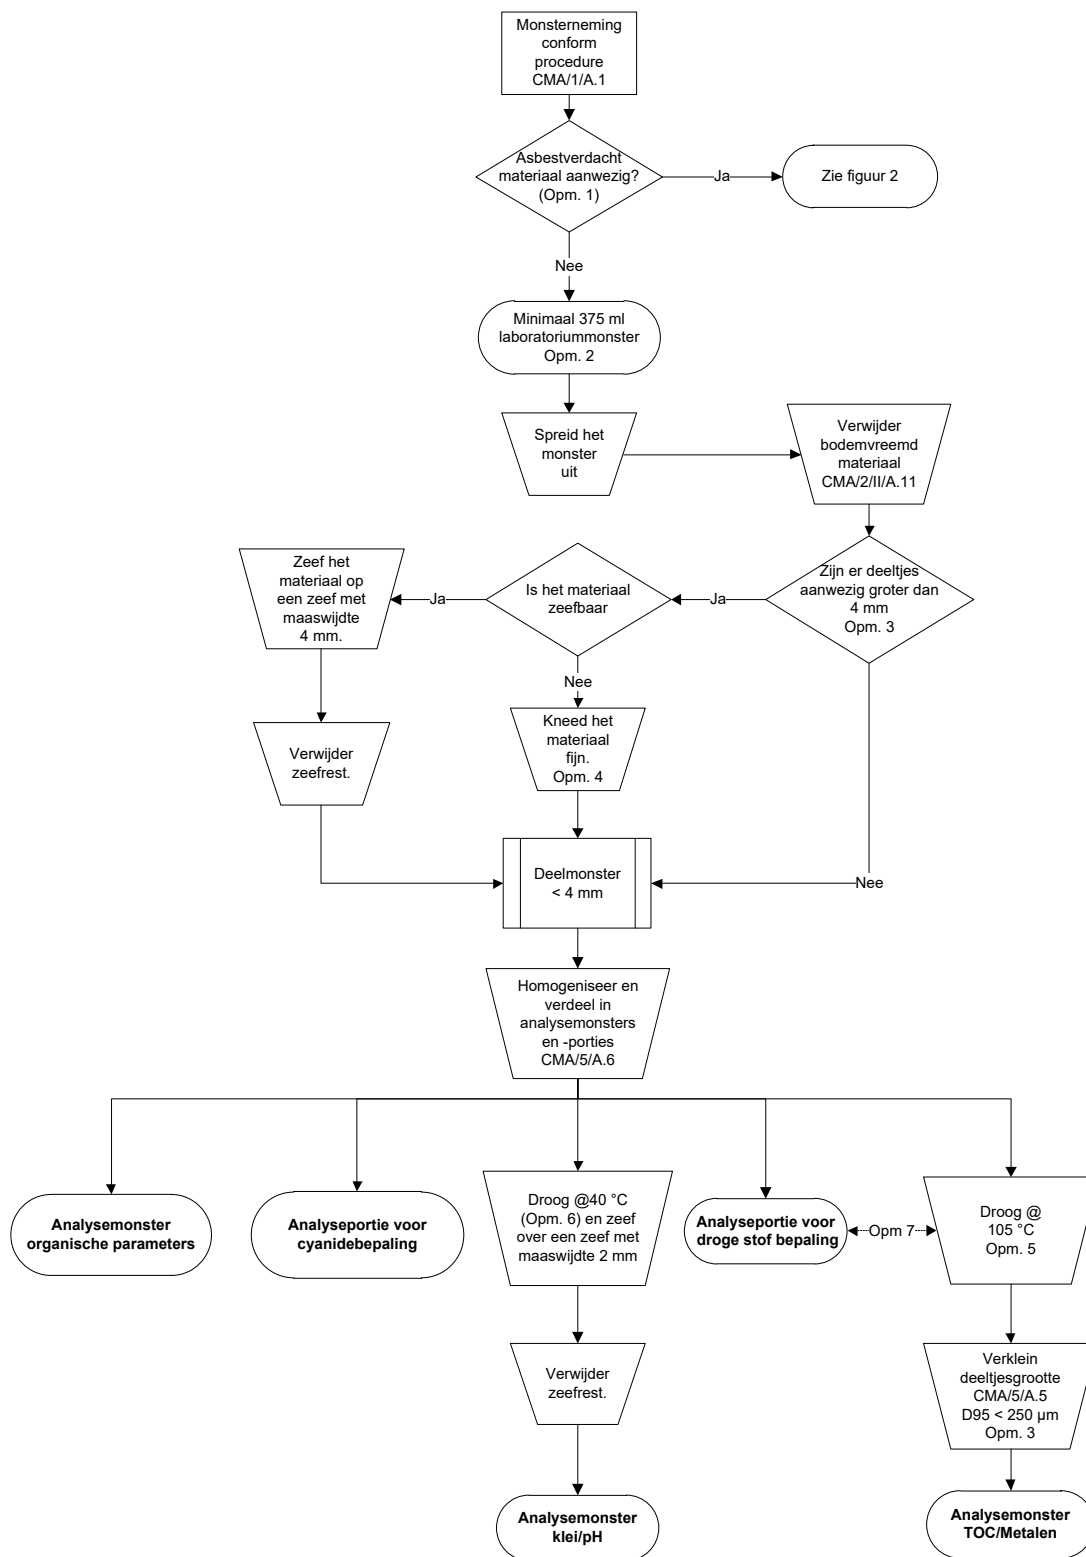 Monsterneming
conform
procedure
CMA/1/A.1
Asbestverdacht
materiaal aanwezig?
(Opm. 1)
Ja
Zie figuur 2
Nee
Minimaal 375 ml
laboratoriummonster
Opm. 2
Spreid het
monster
uit
Verwijder
bodemvreemd
materiaal
CMA/2/II/A.11
Zijn er deeltjes
aanwezig groter dan
4 mm
Opm. 3
Ja
Is het materiaal
zeefbaar
Ja
Zeef het
materiaal op
een zeef met
maaswijdte
4 mm.
Nee
Kneed het
materiaal
fijn.
Opm. 4
Verwijder
zeefrest.
Deelmonster
< 4 mm
Nee
Homogeniseer en
verdeel in
analysemonsters
en -porties
CMA/5/A.6
Analysemonster
organische parameters
Analyseportie voor
cyanidebepaling
Droog @40 °C
(Opm. 6) en zeef
over een zeef met
maaswijdte 2 mm
Analyseportie voor
droge stof bepaling
Opm 7
Droog @
105 °C
Opm. 5
Verwijder
zeefrest.
Verklein
deeltjesgrootte
CMA/5/A.5
D95 < 250 µm
Opm. 3
Analysemonster
klei/pH
Analysemonster
TOC/Metalen